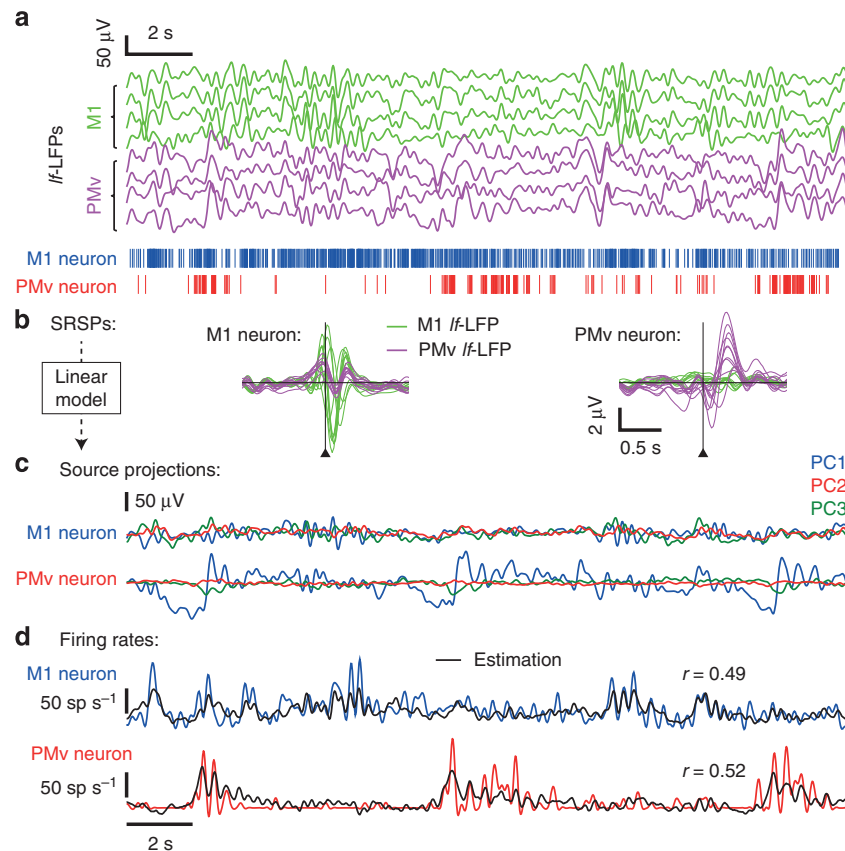 a
2 s
50 µV
lf-LFPs
M1
PMv
M1 neuron
PMv neuron
b
SRSPs:
Linear
model
M1 neuron:
M1 lf-LFP
PMv lf-LFP
PMv neuron:
2 µV
0.5 s
c
Source projections:
PC1
PC2
PC3
50 µV
M1 neuron
PMv neuron
d
Firing rates:
M1 neuron
Estimation
r = 0.49
50 sp s⁻¹
PMv neuron
r = 0.52
50 sp s⁻¹
2 s